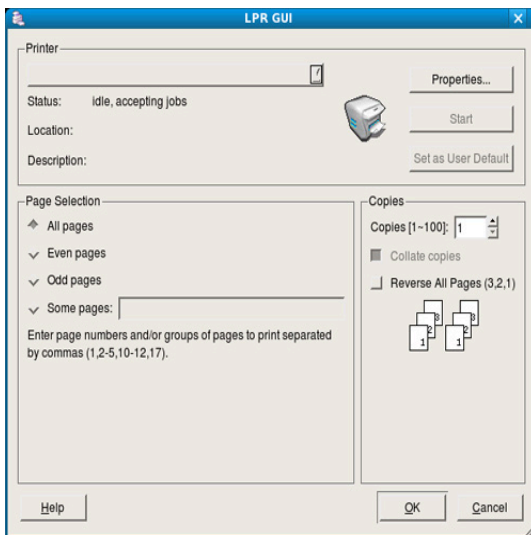 LPR GUI
Printer
Properties...
Status: idle, accepting jobs
Start
Location:
Description:
Set as User Default
Page Selection
All pages
Even pages
Odd pages
Some pages:
Enter page numbers and/or groups of pages to print separated
by commas (1,2-5,10-12,17).
Copies
Copies [1~100]: 1
Collate copies
Reverse All Pages (3,2,1)
3 3
2 2
1 1
Help
OK
Cancel